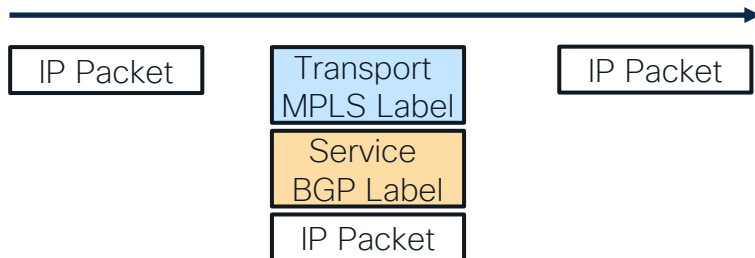 IP Packet
Transport
MPLS Label
Service
BGP Label
IP Packet
IP Packet